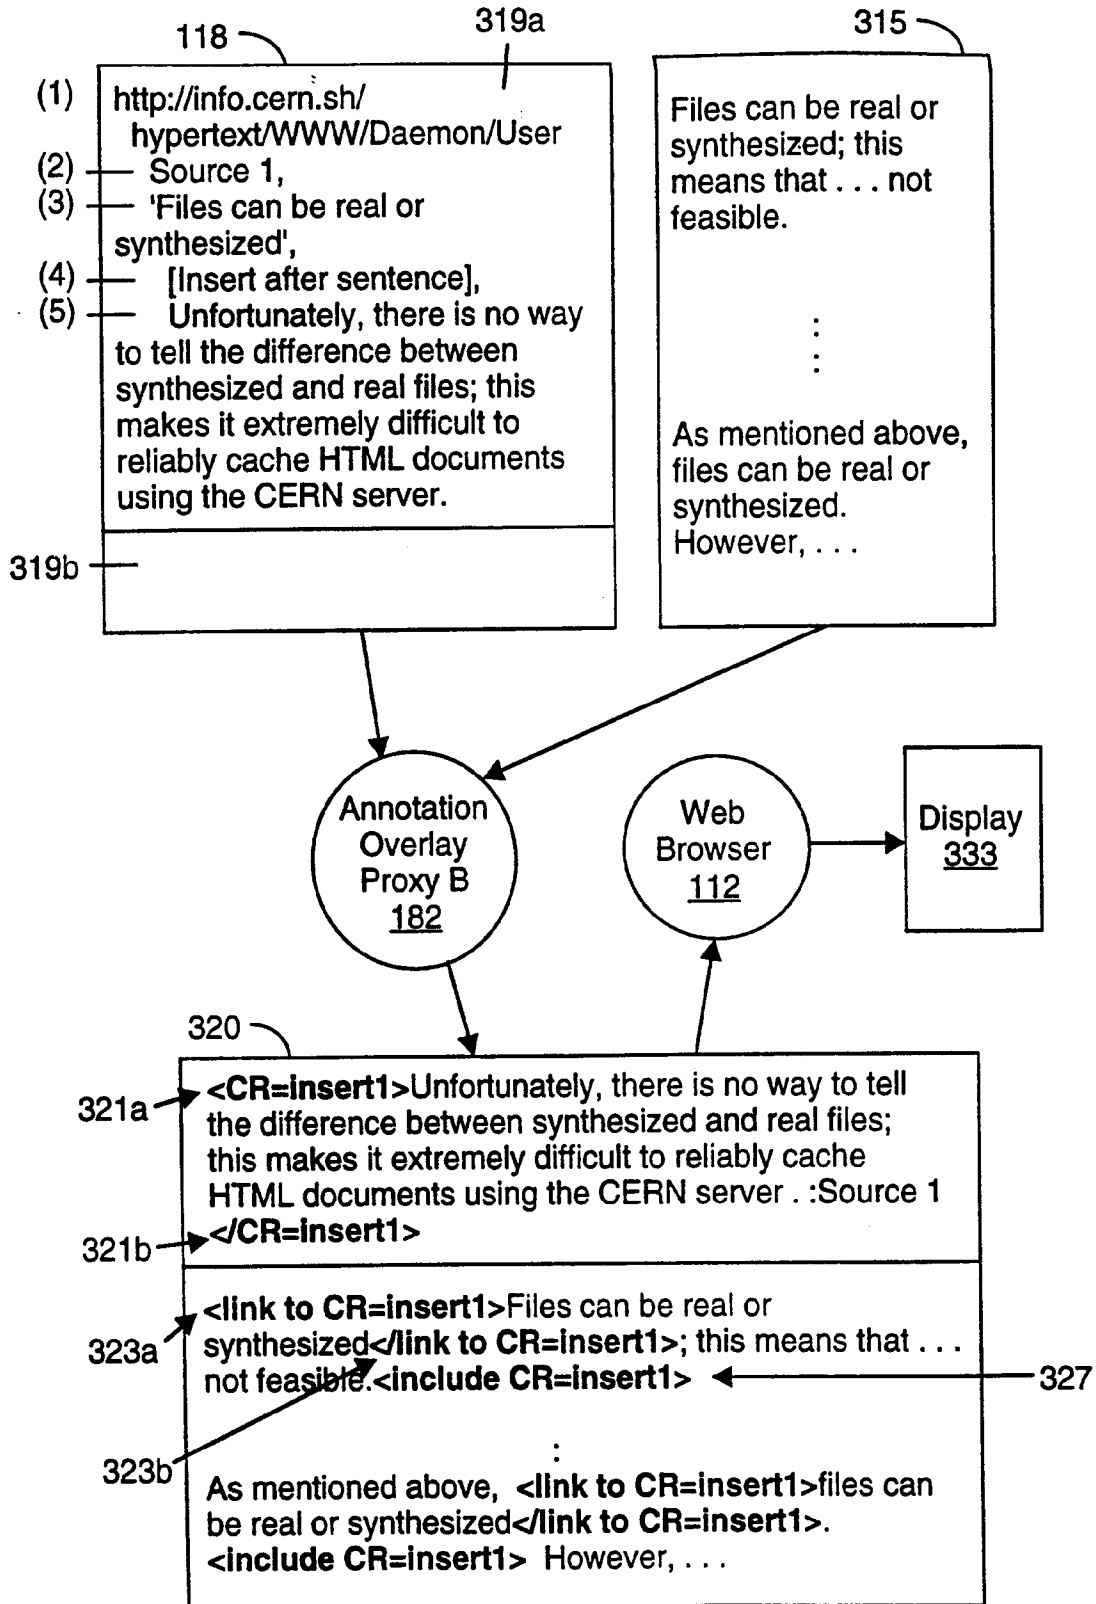 118
319a
315
(1) http://info.cern.sh/
hypertext/WWW/Daemon/User
(2) Source 1,
(3) 'Files can be real or
synthesized',
(4) [Insert after sentence],
(5) Unfortunately, there is no way
to tell the difference between
synthesized and real files; this
makes it extremely difficult to
reliably cache HTML documents
using the CERN server.
319b
Files can be real or
synthesized; this
means that . . . not
feasible.
.
.
.
As mentioned above,
files can be real or
synthesized.
However, . . .
Annotation
Overlay
Proxy B
182
Web
Browser
112
Display
333
320
321a
<CR=insert1>Unfortunately, there is no way to tell
the difference between synthesized and real files;
this makes it extremely difficult to reliably cache
HTML documents using the CERN server . :Source 1
</CR=insert1>
321b
323a
<link to CR=insert1>Files can be real or
synthesized</link to CR=insert1>; this means that . . .
not feasible.<include CR=insert1>
327
323b
:
As mentioned above, <link to CR=insert1>files can
be real or synthesized</link to CR=insert1>.
<include CR=insert1> However, . . .